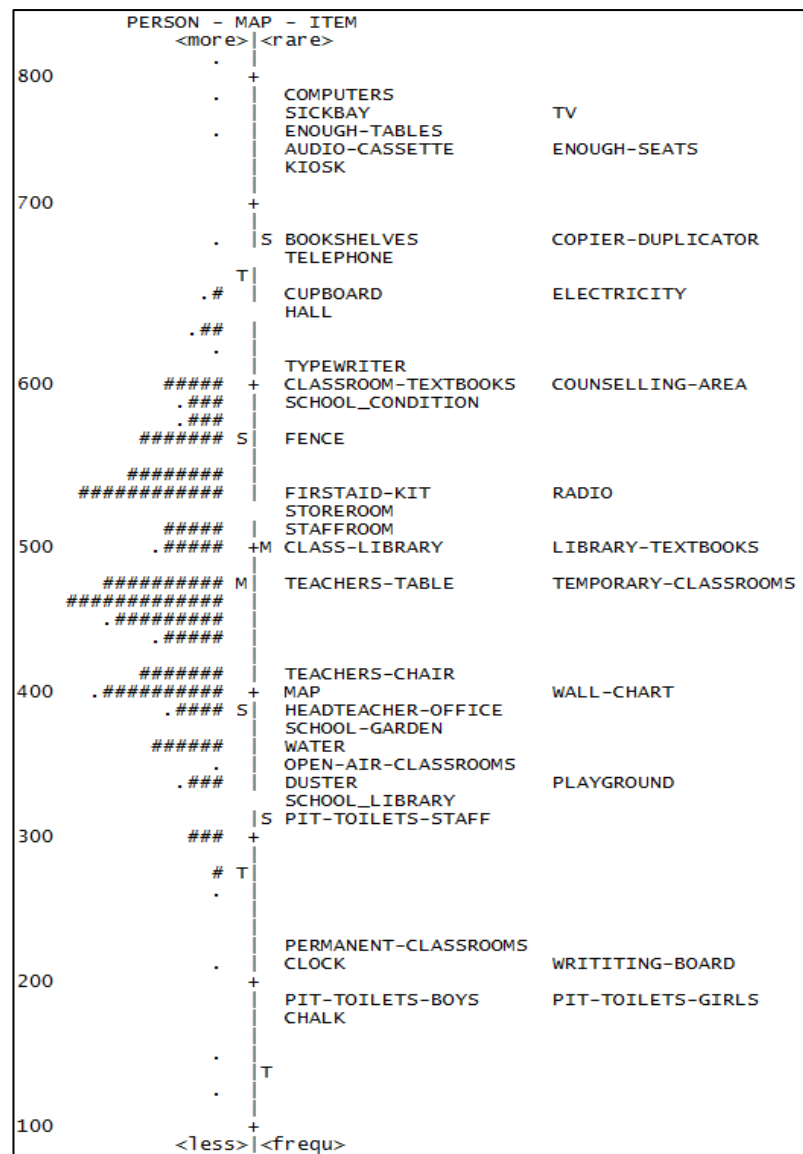 PERSON - MAP - ITEM
<more>|<rare>
. |
800 +
. | COMPUTERS
| SICKBAY TV
. | ENOUGH-TABLES
| AUDIO-CASSETTE ENOUGH-SEATS
| KIOSK
|
700 +
|
. |S BOOKSHELVES COPIER-DUPLICATOR
| TELEPHONE
T|
.# | CUPBOARD ELECTRICITY
| HALL
.## |
. |
| TYPEWRITER
600 ##### + CLASSROOM-TEXTBOOKS COUNSELLING-AREA
.### | SCHOOL_CONDITION
.### |
####### S| FENCE
|
######## |
############ | FIRSTAID-KIT RADIO
| STOREROOM
##### | STAFFROOM
500 .##### +M CLASS-LIBRARY LIBRARY-TEXTBOOKS
|
########## M| TEACHERS-TABLE TEMPORARY-CLASSROOMS
############# |
.######### |
.##### |
|
####### | TEACHERS-CHAIR
400 .########## + MAP WALL-CHART
.#### S| HEADTEACHER-OFFICE
| SCHOOL-GARDEN
###### | WATER
. | OPEN-AIR-CLASSROOMS
.### | DUSTER PLAYGROUND
| SCHOOL_LIBRARY
|S PIT-TOILETS-STAFF
300 ### +
|
# T|
. |
|
|
| PERMANENT-CLASSROOMS
. | CLOCK WRITITING-BOARD
200 +
| PIT-TOILETS-BOYS PIT-TOILETS-GIRLS
| CHALK
|
. |
|T
. |
|
100 +
<less>|<frequ>